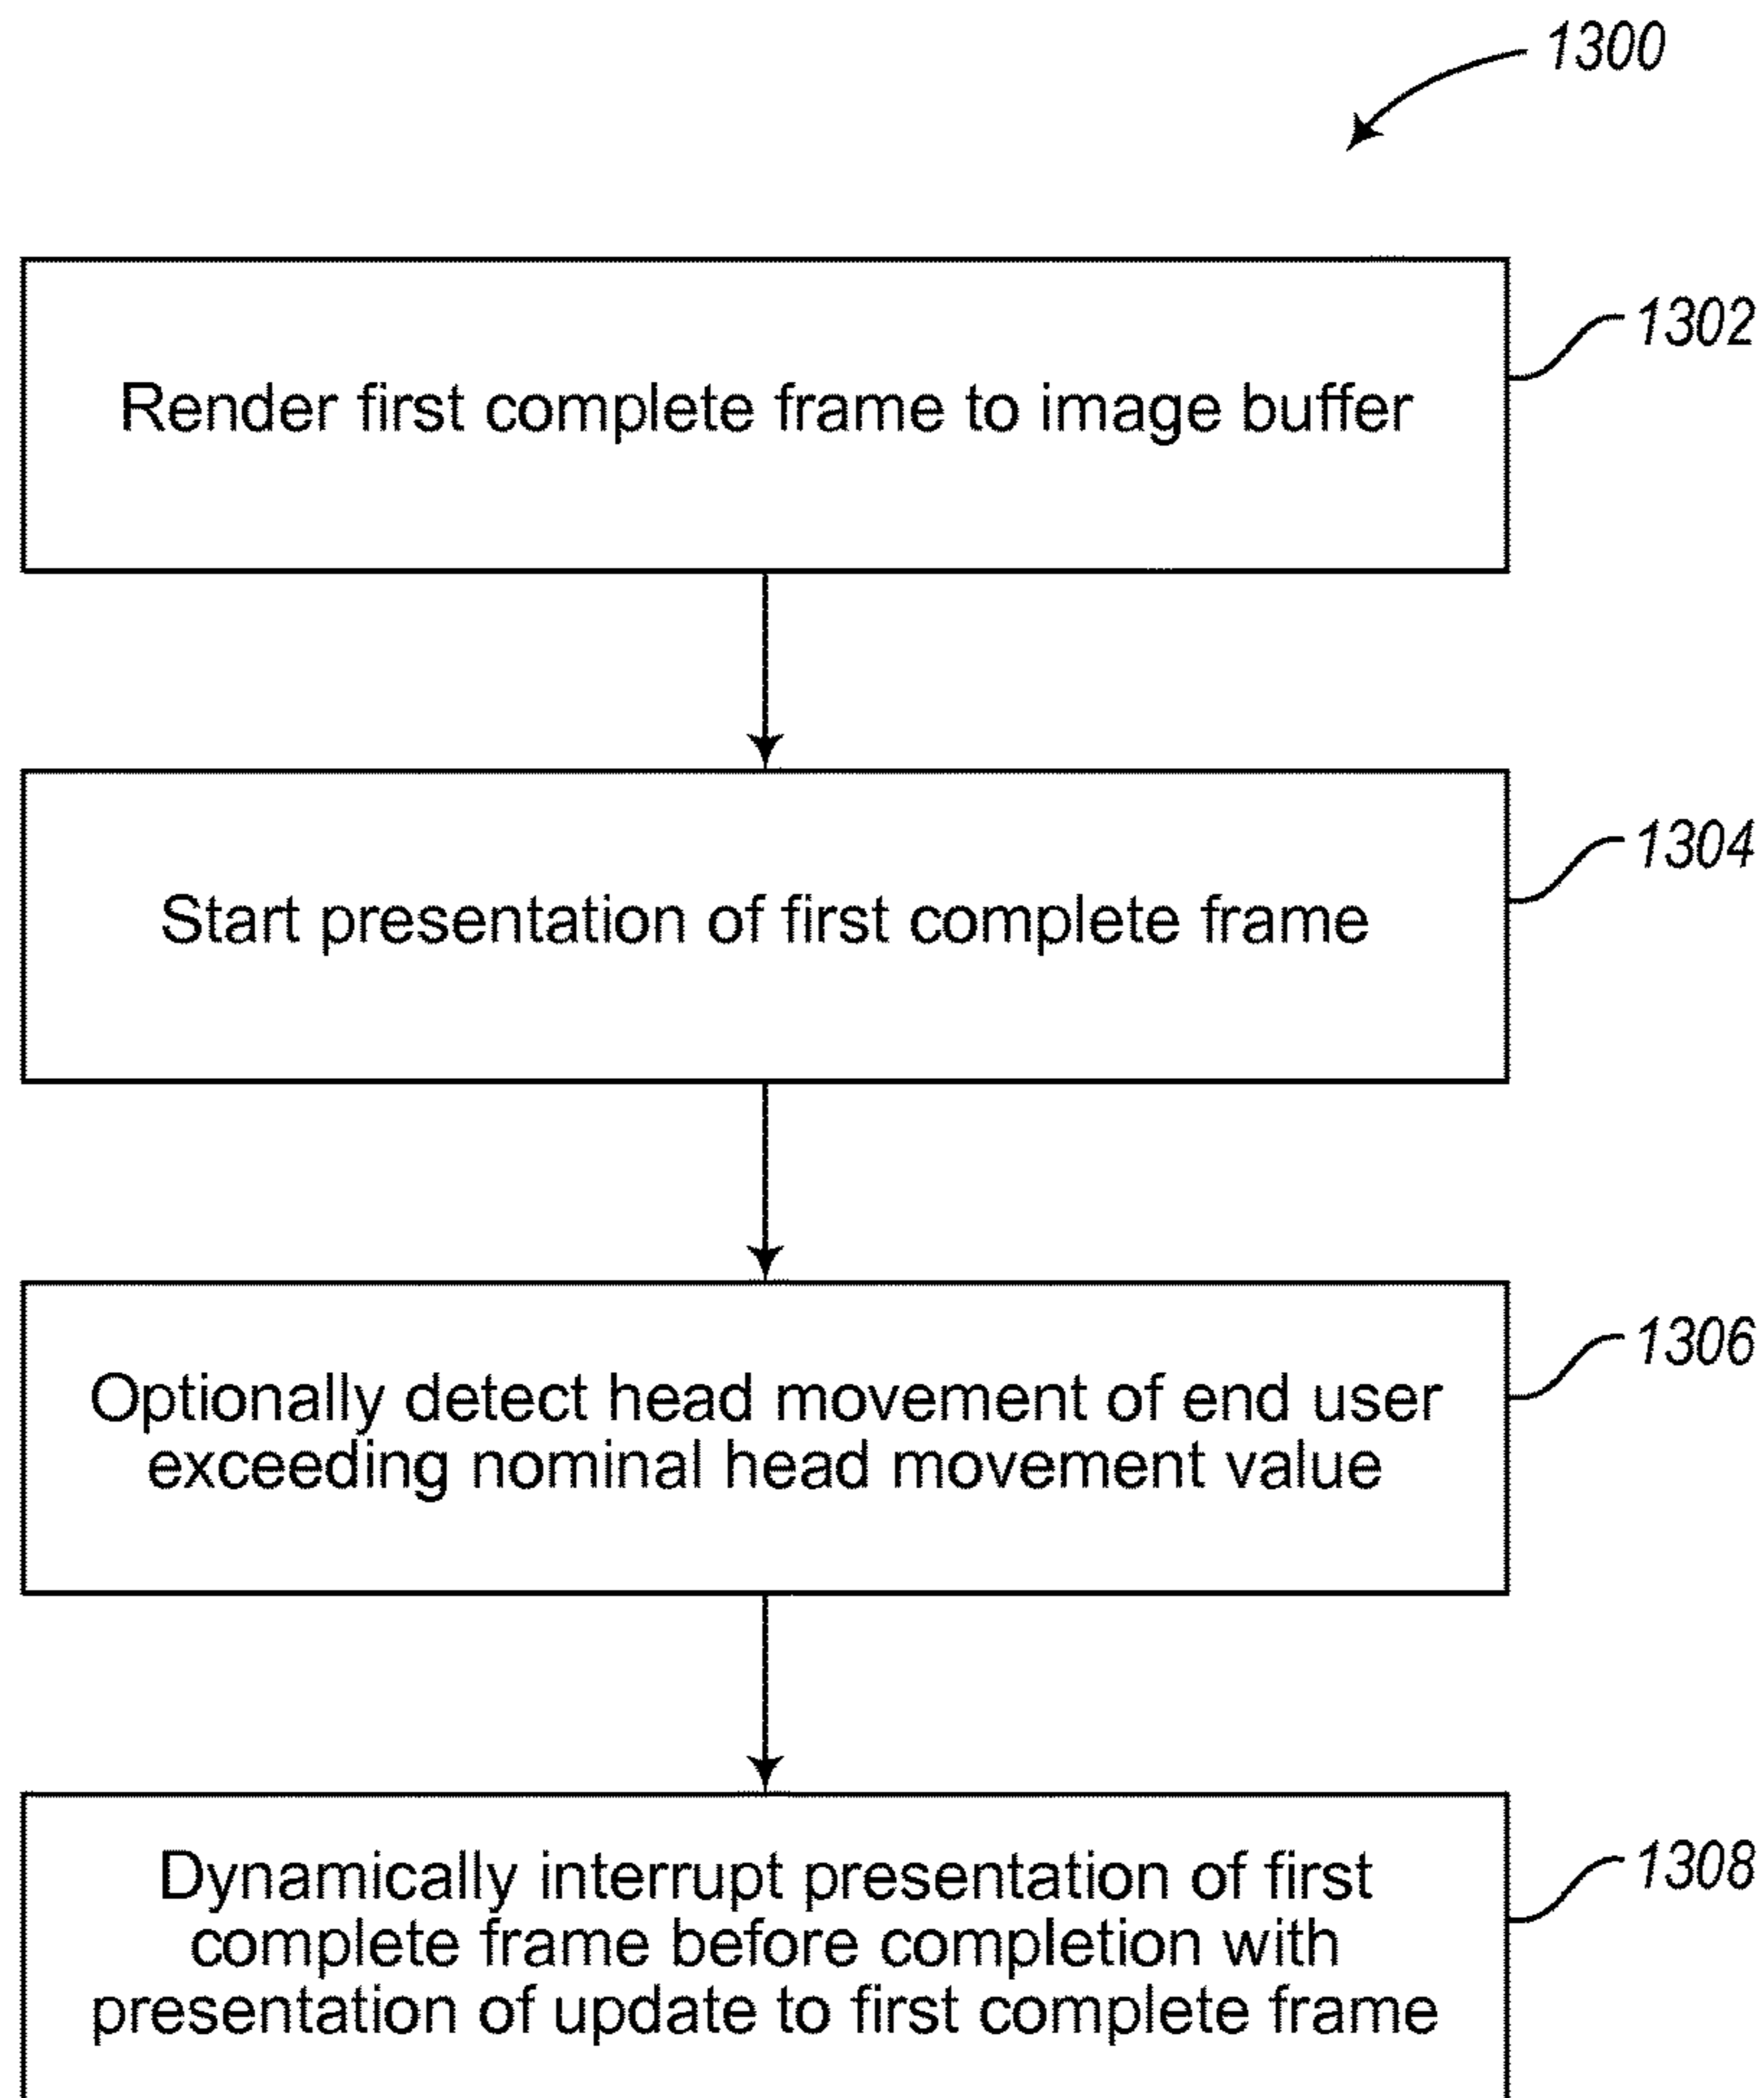 1300
Render first complete frame to image buffer
1302
Start presentation of first complete frame
1304
Optionally detect head movement of end user
exceeding nominal head movement value
1306
Dynamically interrupt presentation of first
complete frame before completion with
presentation of update to first complete frame
1308